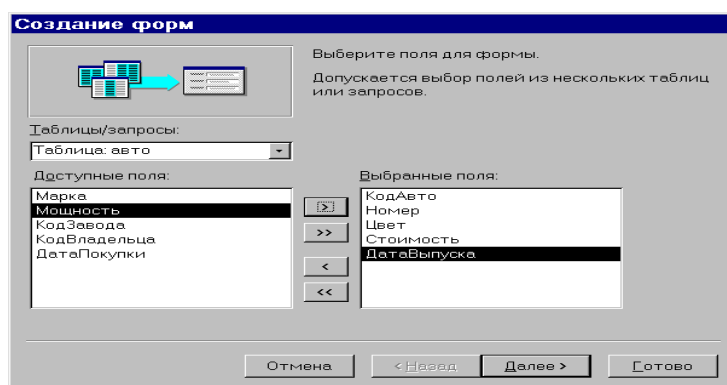 Создание форм
Выберите поля для формы.
Допускается выбор полей из нескольких таблиц
или запросов.
Таблицы/запросы:
Таблица: авто
Доступные поля:
Выбранные поля:
Марка
Мощность
КодЗавода
КодВладельца
ДатаПокупки
>
>>
<
<<
КодАвто
Номер
Цвет
Стоимость
ДатаВыпуска
Отмена
< Назад
Далее >
Готово